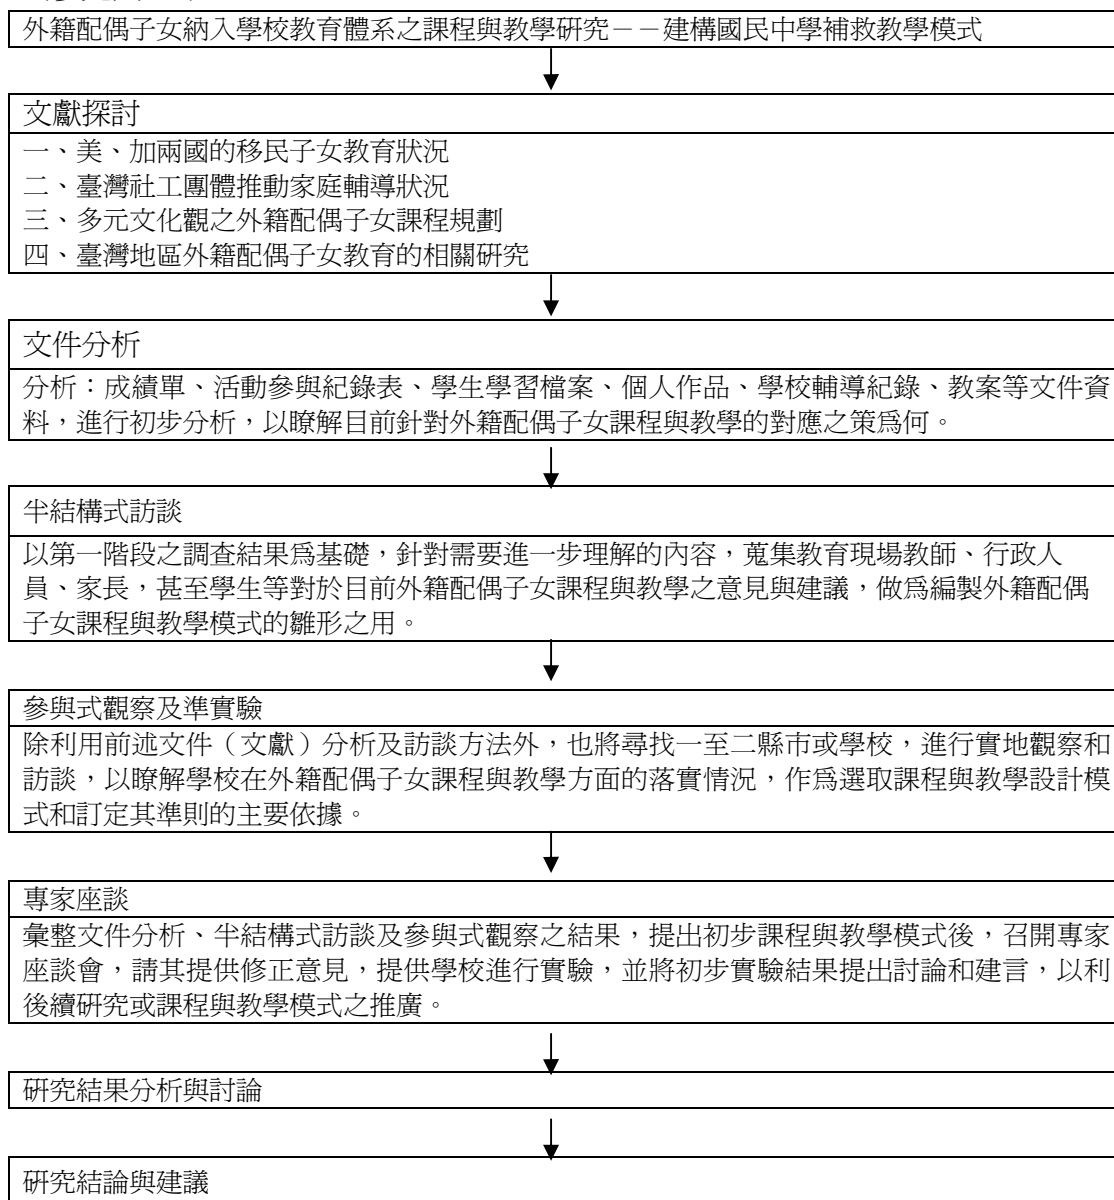 外籍配偶子女納入學校教育體系之課程與教學研究－－建構國民中學補救教學模式
文獻探討
一、美、加兩國的移民子女教育狀況
二、臺灣社工團體推動家庭輔導狀況
三、多元文化觀之外籍配偶子女課程規劃
四、臺灣地區外籍配偶子女教育的相關研究
文件分析
分析：成績單、活動參與紀錄表、學生學習檔案、個人作品、學校輔導紀錄、教案等文件資
料，進行初步分析，以瞭解目前針對外籍配偶子女課程與教學的對應之策為何。
半結構式訪談
以第一階段之調查結果為基礎，針對需要進一步理解的內容，蒐集教育現場教師、行政人
員、家長，甚至學生等對於目前外籍配偶子女課程與教學之意見與建議，做為編製外籍配偶
子女課程與教學模式的雛形之用。
參與式觀察及準實驗
除利用前述文件（文獻）分析及訪談方法外，也將尋找一至二縣市或學校，進行實地觀察和
訪談，以瞭解學校在外籍配偶子女課程與教學方面的落實情況，作為選取課程與教學設計模
式和訂定其準則的主要依據。
專家座談
彙整文件分析、半結構式訪談及參與式觀察之結果，提出初步課程與教學模式後，召開專家
座談會，請其提供修正意見，提供學校進行實驗，並將初步實驗結果提出討論和建言，以利
後續研究或課程與教學模式之推廣。
研究結果分析與討論
研究結論與建議